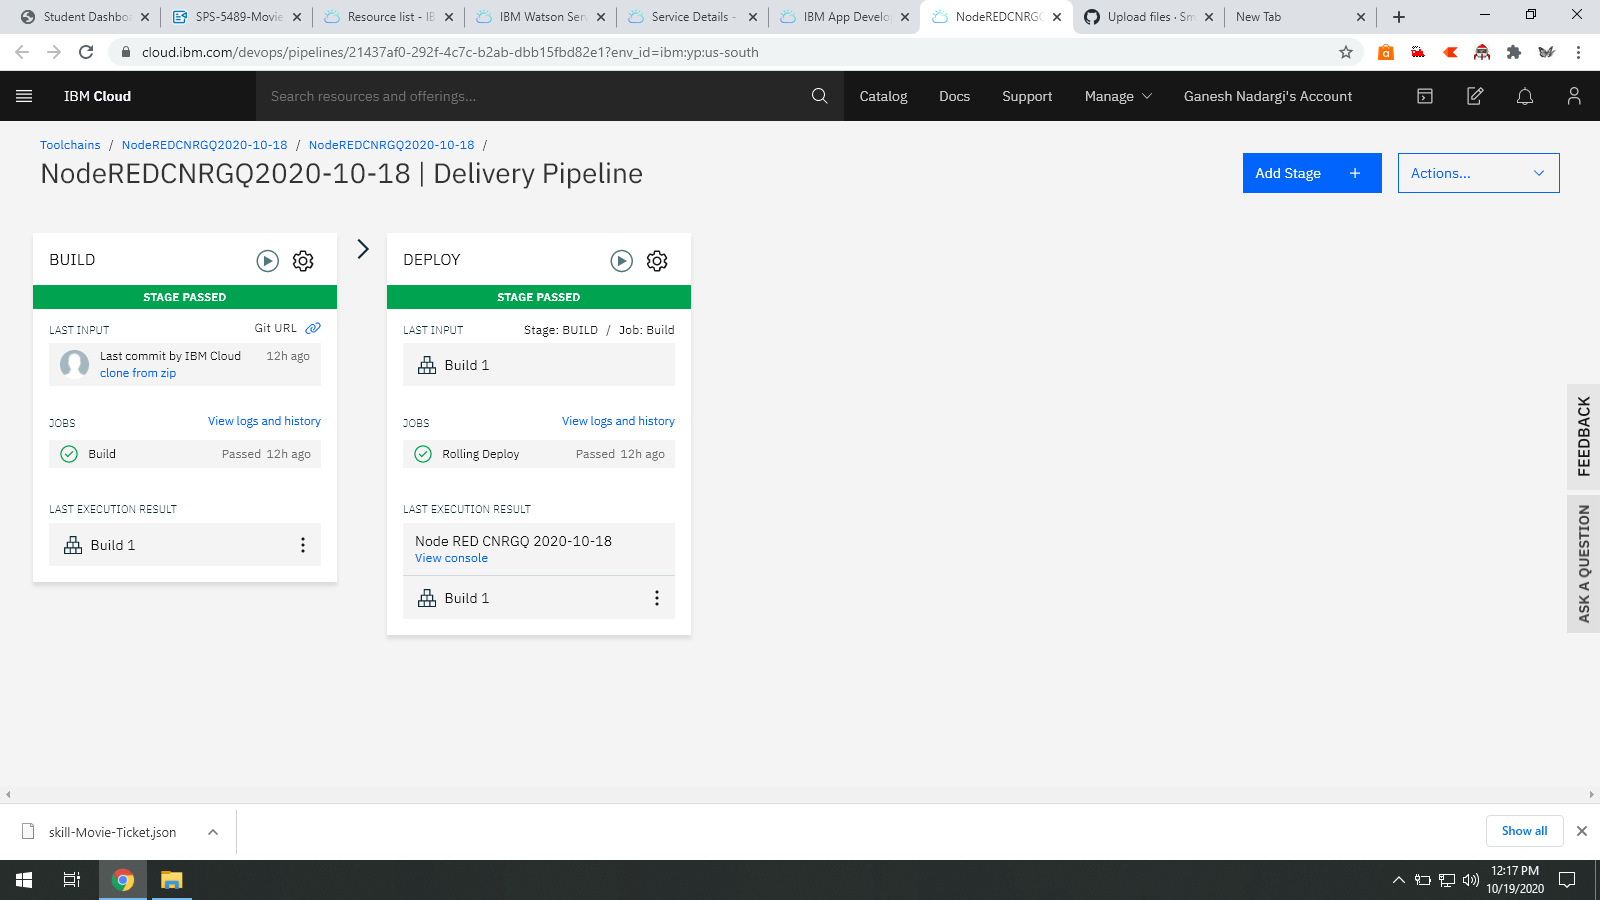 Student Dashboa
SPS-5489-Movie
Resource list - IB
IBM Watson Serv
Service Details -
IBM App Develop
NodeREDCNRGQ
Upload files · Sm
New Tab
cloud.ibm.com/devops/pipelines/21437af0-292f-4c7c-b2ab-dbb15fbd82e1?env_id=ibm:yp:us-south
IBM Cloud
Search resources and offerings...
Catalog
Docs
Support
Manage
Ganesh Nadargi's Account
Toolchains / NodeREDCNRGQ2020-10-18 / NodeREDCNRGQ2020-10-18 /
NodeREDCNRGQ2020-10-18 | Delivery Pipeline
Add Stage +
Actions...
BUILD
STAGE PASSED
LAST INPUT Git URL
Last commit by IBM Cloud 12h ago
clone from zip
JOBS View logs and history
Build Passed 12h ago
LAST EXECUTION RESULT
Build 1
DEPLOY
STAGE PASSED
LAST INPUT Stage: BUILD / Job: Build
Build 1
JOBS View logs and history
Rolling Deploy Passed 12h ago
LAST EXECUTION RESULT
Node RED CNRGQ 2020-10-18
View console
Build 1
FEEDBACK
ASK A QUESTION
skill-Movie-Ticket.json
Show all
12:17 PM
10/19/2020